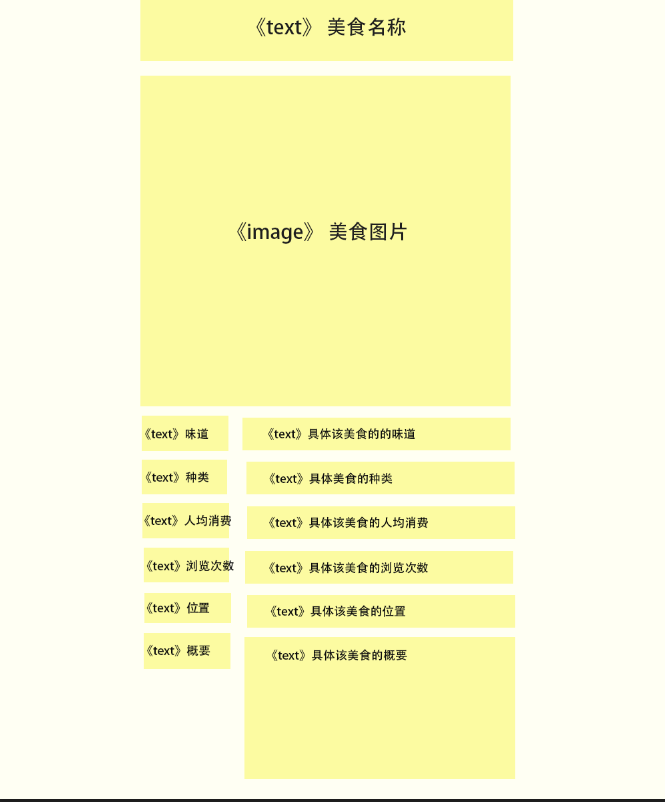 《text》 美食名称
《image》 美食图片
《text》味道 《text》具体该美食的的味道
《text》种类 《text》具体美食的种类
《text》人均消费 《text》具体该美食的人均消费
《text》浏览次数 《text》具体该美食的浏览次数
《text》位置 《text》具体该美食的位置
《text》概要 《text》具体该美食的概要